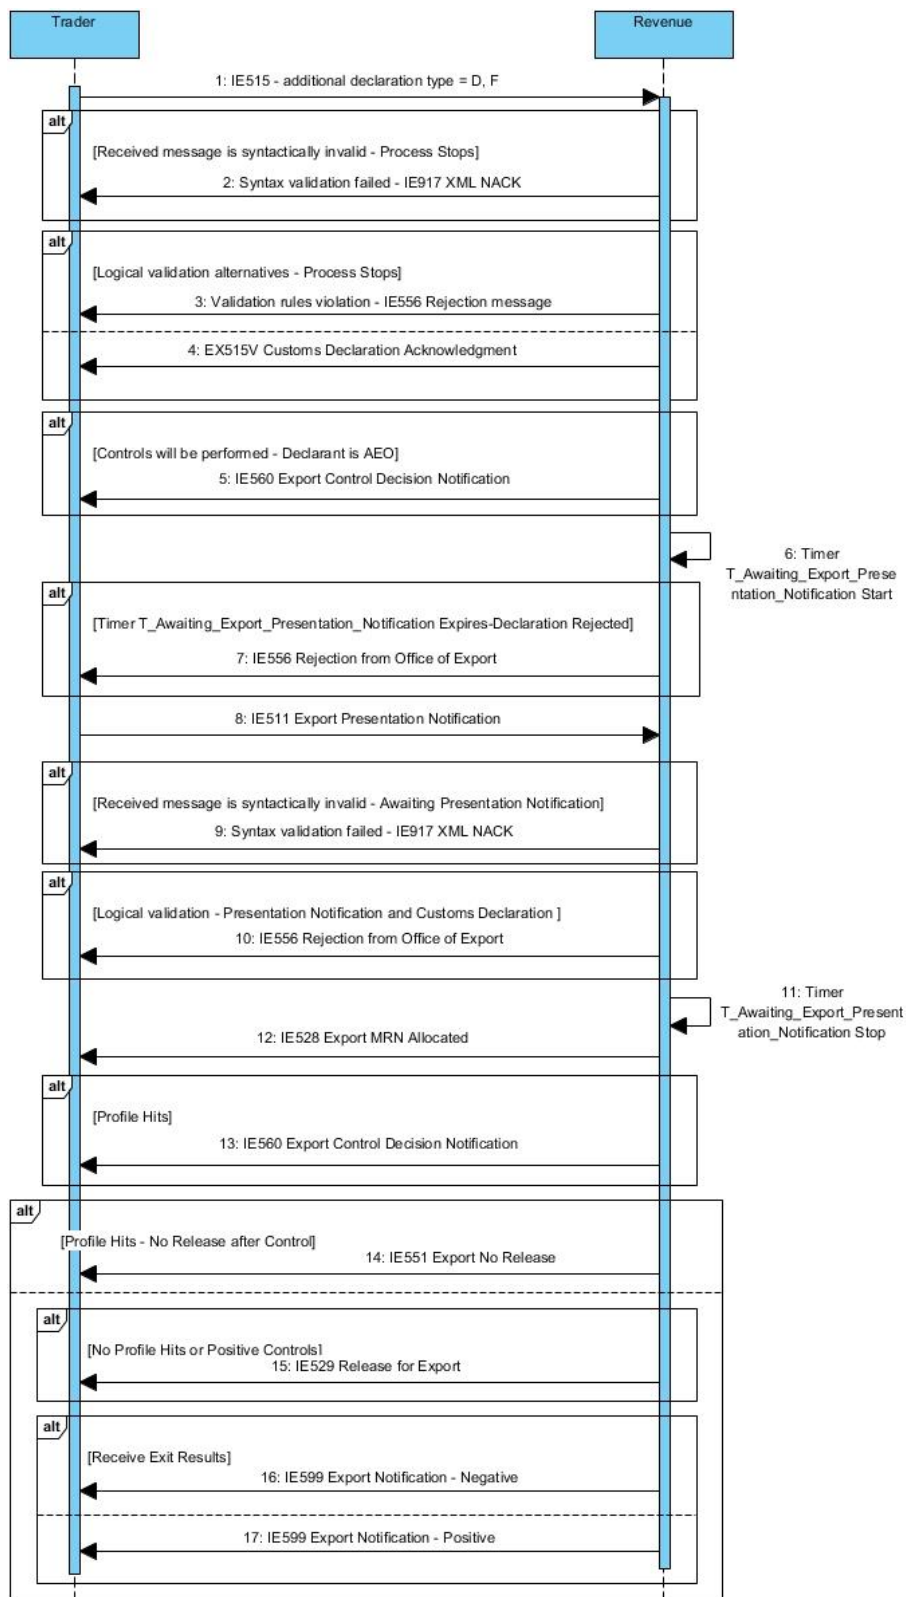 Trader
Revenue
1: IE515 - additional declaration type = D, F
alt
[Received message is syntactically invalid - Process Stops]
2: Syntax validation failed - IE917 XML NACK
alt
[Logical validation alternatives - Process Stops]
3: Validation rules violation - IE556 Rejection message
4: EX515V Customs Declaration Acknowledgment
alt
[Controls will be performed - Declarant is AEO]
5: IE560 Export Control Decision Notification
6: Timer
T_Awaiting_Export_Prese
ntation_Notification Start
alt
[Timer T_Awaiting_Export_Presentation_Notification Expires-Declaration Rejected]
7: IE556 Rejection from Office of Export
8: IE511 Export Presentation Notification
alt
[Received message is syntactically invalid - Awaiting Presentation Notification]
9: Syntax validation failed - IE917 XML NACK
alt
[Logical validation - Presentation Notification and Customs Declaration ]
10: IE556 Rejection from Office of Export
11: Timer
T_Awaiting_Export_Present
ation_Notification Stop
12: IE528 Export MRN Allocated
alt
[Profile Hits]
13: IE560 Export Control Decision Notification
alt
[Profile Hits - No Release after Control]
14: IE551 Export No Release
alt
[No Profile Hits or Positive Controls]
15: IE529 Release for Export
alt
[Receive Exit Results]
16: IE599 Export Notification - Negative
17: IE599 Export Notification - Positive